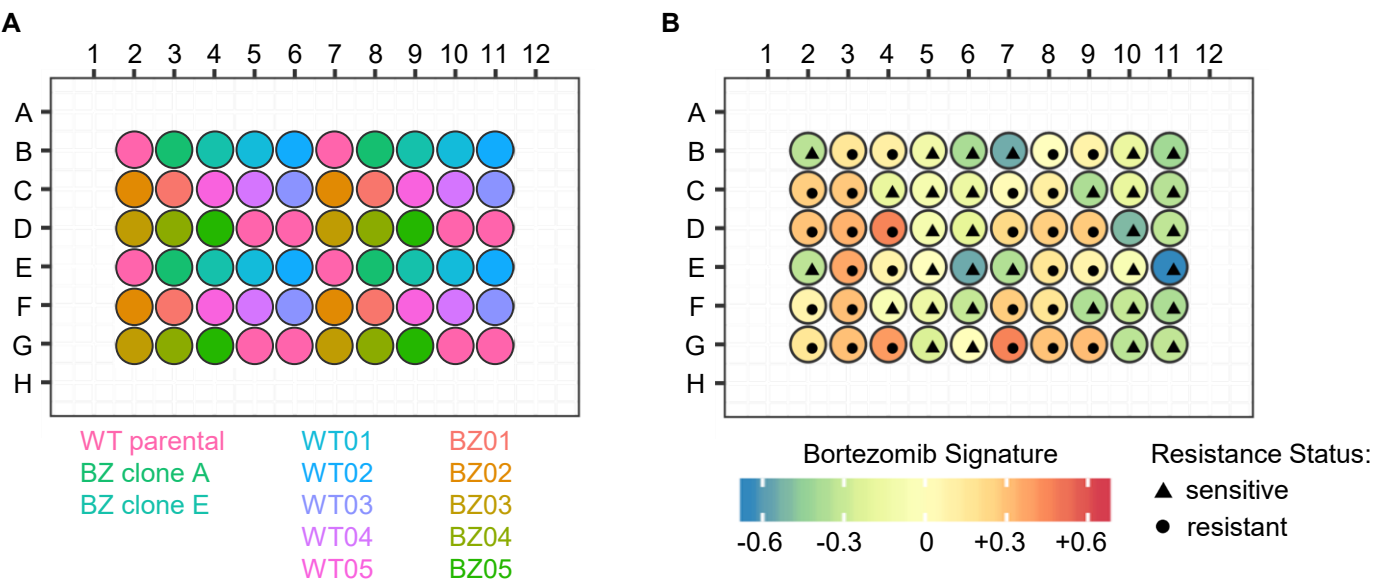 A
1 2 3 4 5 6 7 8 9 10 11 12
A
B
C
D
E
F
G
H
WT parental
BZ clone A
BZ clone E
WT01
WT02
WT03
WT04
WT05
BZ01
BZ02
BZ03
BZ04
BZ05
B
1 2 3 4 5 6 7 8 9 10 11 12
A
B
C
D
E
F
G
H
Bortezomib Signature
-0.6 -0.3 0 +0.3 +0.6
Resistance Status:
sensitive
resistant